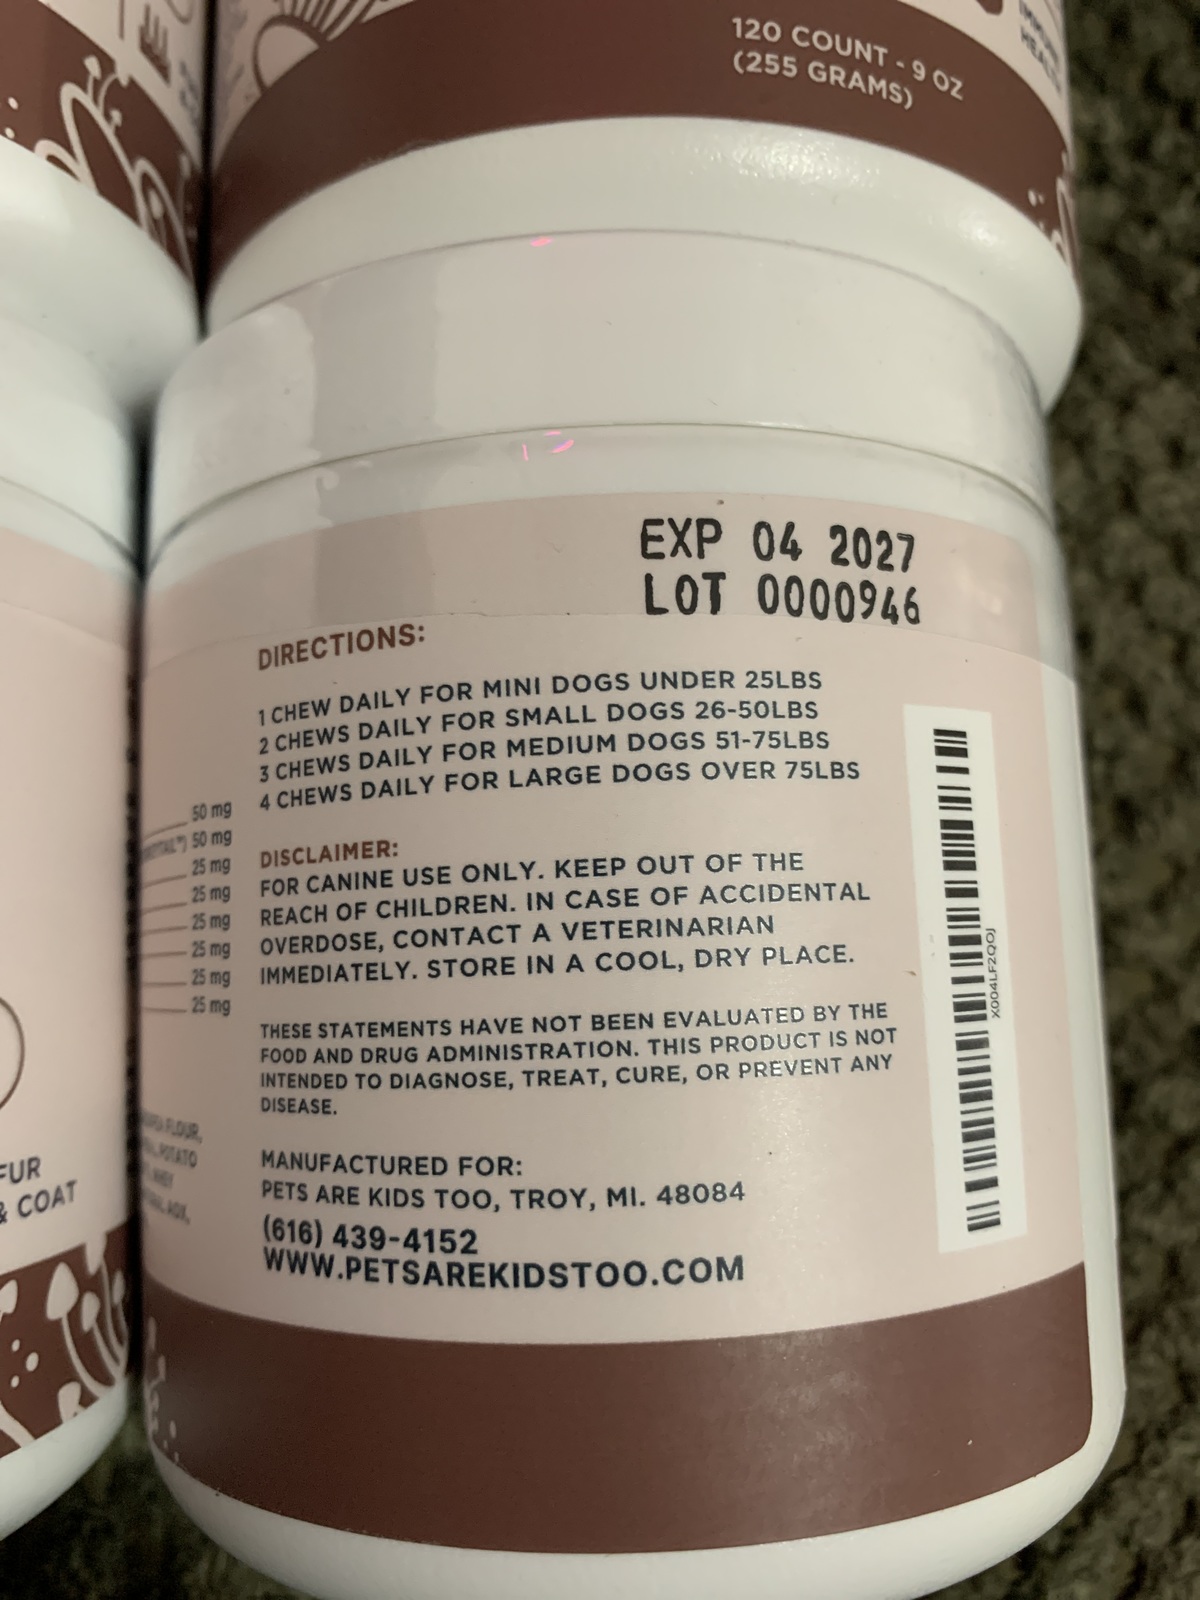 120 COUNT - 9 OZ
(255 GRAMS)
IMMUNE
HEALTH
EXP 04 2027
LOT 0000946
DIRECTIONS:
1 CHEW DAILY FOR MINI DOGS UNDER 25LBS
2 CHEWS DAILY FOR SMALL DOGS 26-50LBS
3 CHEWS DAILY FOR MEDIUM DOGS 51-75LBS
4 CHEWS DAILY FOR LARGE DOGS OVER 75LBS
50 mg
50 mg
25 mg
25 mg
25 mg
25 mg
25 mg
25 mg
DISCLAIMER:
FOR CANINE USE ONLY. KEEP OUT OF THE
REACH OF CHILDREN. IN CASE OF ACCIDENTAL
OVERDOSE, CONTACT A VETERINARIAN
IMMEDIATELY. STORE IN A COOL, DRY PLACE.
THESE STATEMENTS HAVE NOT BEEN EVALUATED BY THE
FOOD AND DRUG ADMINISTRATION. THIS PRODUCT IS NOT
INTENDED TO DIAGNOSE, TREAT, CURE, OR PREVENT ANY
DISEASE.
MANUFACTURED FOR:
PETS ARE KIDS TOO, TROY, MI. 48084
(616) 439-4152
WWW.PETSAREKIDSTOO.COM
X004LF2QOJ
FLOUR,
POTATO
FUR
& COAT